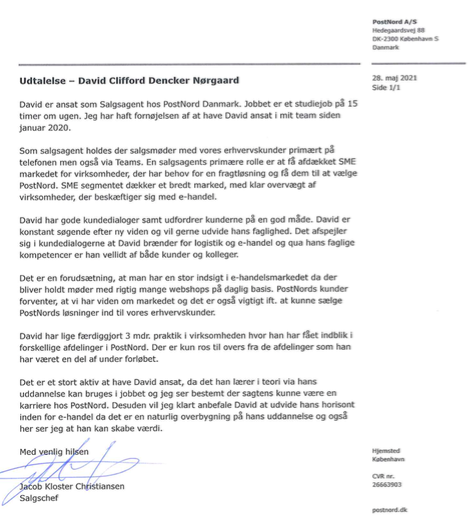 PostNord A/S
Hedegaardsvej 88
DK-2300 København S
Danmark
Udtalelse – David Clifford Dencker Nørgaard
28. maj 2021
Side 1/1
David er ansat som Salgsagent hos PostNord Danmark. Jobbet er et studiejob på 15
timer om ugen. Jeg har haft fornøjelsen af at have David ansat i mit team siden
januar 2020.
Som salgsagent holdes der salgsmøder med vores erhvervskunder primært på
telefonen men også via Teams. En salgsagents primære rolle er at få afdækket SME
markedet for virksomheder, der har behov for en fragtløsning og få dem til at vælge
PostNord. SME segmentet dækker et bredt marked, med klar overvægt af
virksomheder, der beskæftiger sig med e-handel.
David har gode kundedialoger samt udfordrer kunderne på en god måde. David er
konstant søgende efter ny viden og vil gerne udvide hans faglighed. Det afspejler
sig i kundedialogerne at David brænder for logistik og e-handel og qua hans faglige
kompetencer er han vellidt af både kunder og kolleger.
Det er en forudsætning, at man har en stor indsigt i e-handelsmarkedet da der
bliver holdt møder med rigtig mange webshops på daglig basis. PostNords kunder
forventer, at vi har viden om markedet og det er også vigtigt ift. at kunne sælge
PostNords løsninger ind til vores erhvervskunder.
David har lige færdiggjort 3 mdr. praktik i virksomheden hvor han har fået indblik i
forskellige afdelinger i PostNord. Der er kun ros til overs fra de afdelinger som han
har været en del af under forløbet.
Det er et stort aktiv at have David ansat, da det han lærer i teori via hans
uddannelse kan bruges i jobbet og jeg ser bestemt der sagtens kunne være en
karriere hos PostNord. Desuden vil jeg klart anbefale David at udvide hans horisont
inden for e-handel da det er en naturlig overbygning på hans uddannelse og også
her ser jeg at han kan skabe værdi.
Med venlig hilsen
Jacob Kloster Christiansen
Salgschef
Hjemsted
København
CVR nr.
26663903
postnord.dk